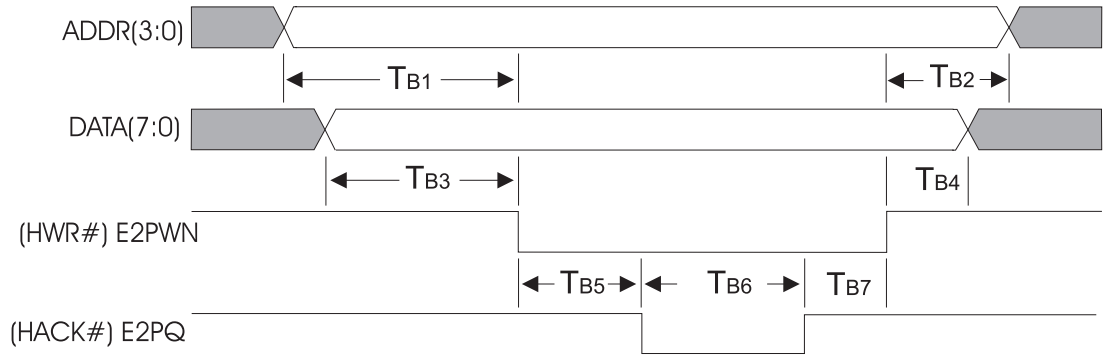 ADDR(3:0)
TB1
TB2
DATA(7:0)
TB3
TB4
(HWR#) E2PWN
TB5
TB6
TB7
(HACK#) E2PQ